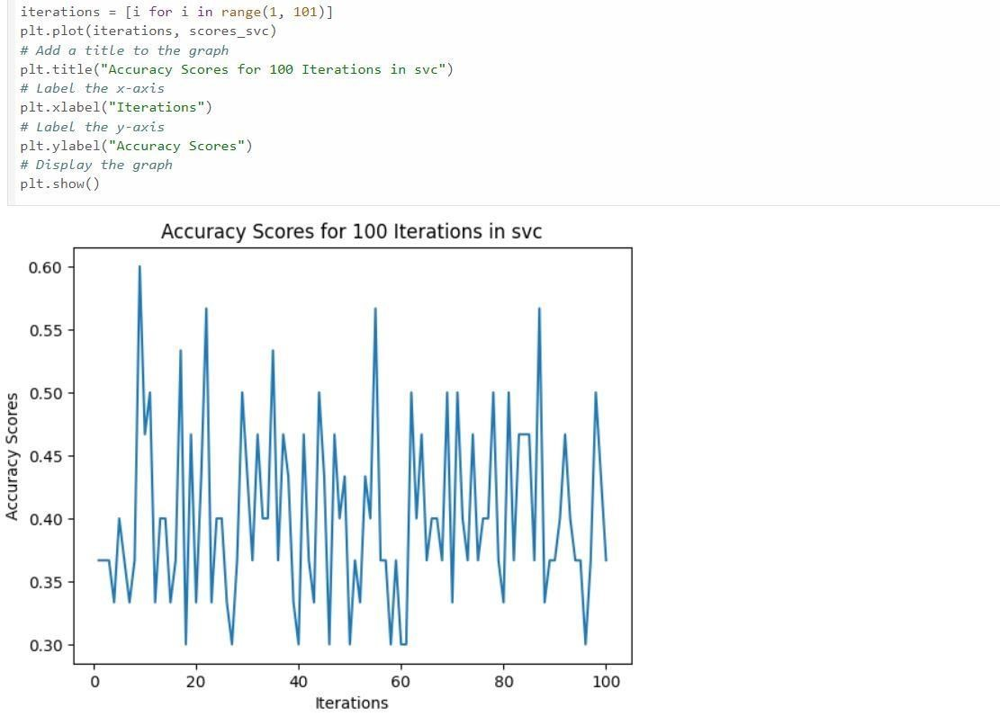 iterations = [i for i in range(1, 101)]
plt.plot(iterations, scores_svc)
# Add a title to the graph
plt.title("Accuracy Scores for 100 Iterations in svc")
# Label the x-axis
plt.xlabel("Iterations")
# Label the y-axis
plt.ylabel("Accuracy Scores")
# Display the graph
plt.show()
Accuracy Scores for 100 Iterations in svc
Accuracy Scores
0.60
0.55
0.50
0.45
0.40
0.35
0.30
0 20 40 60 80 100
Iterations